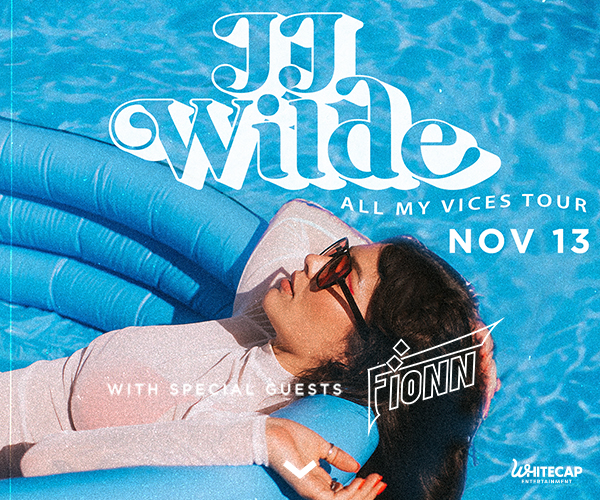 JJ
Wilde
ALL MY VICES TOUR
NOV 13
WITH SPECIAL GUESTS
FIONN
WHITECAP
ENTERTAINMENT